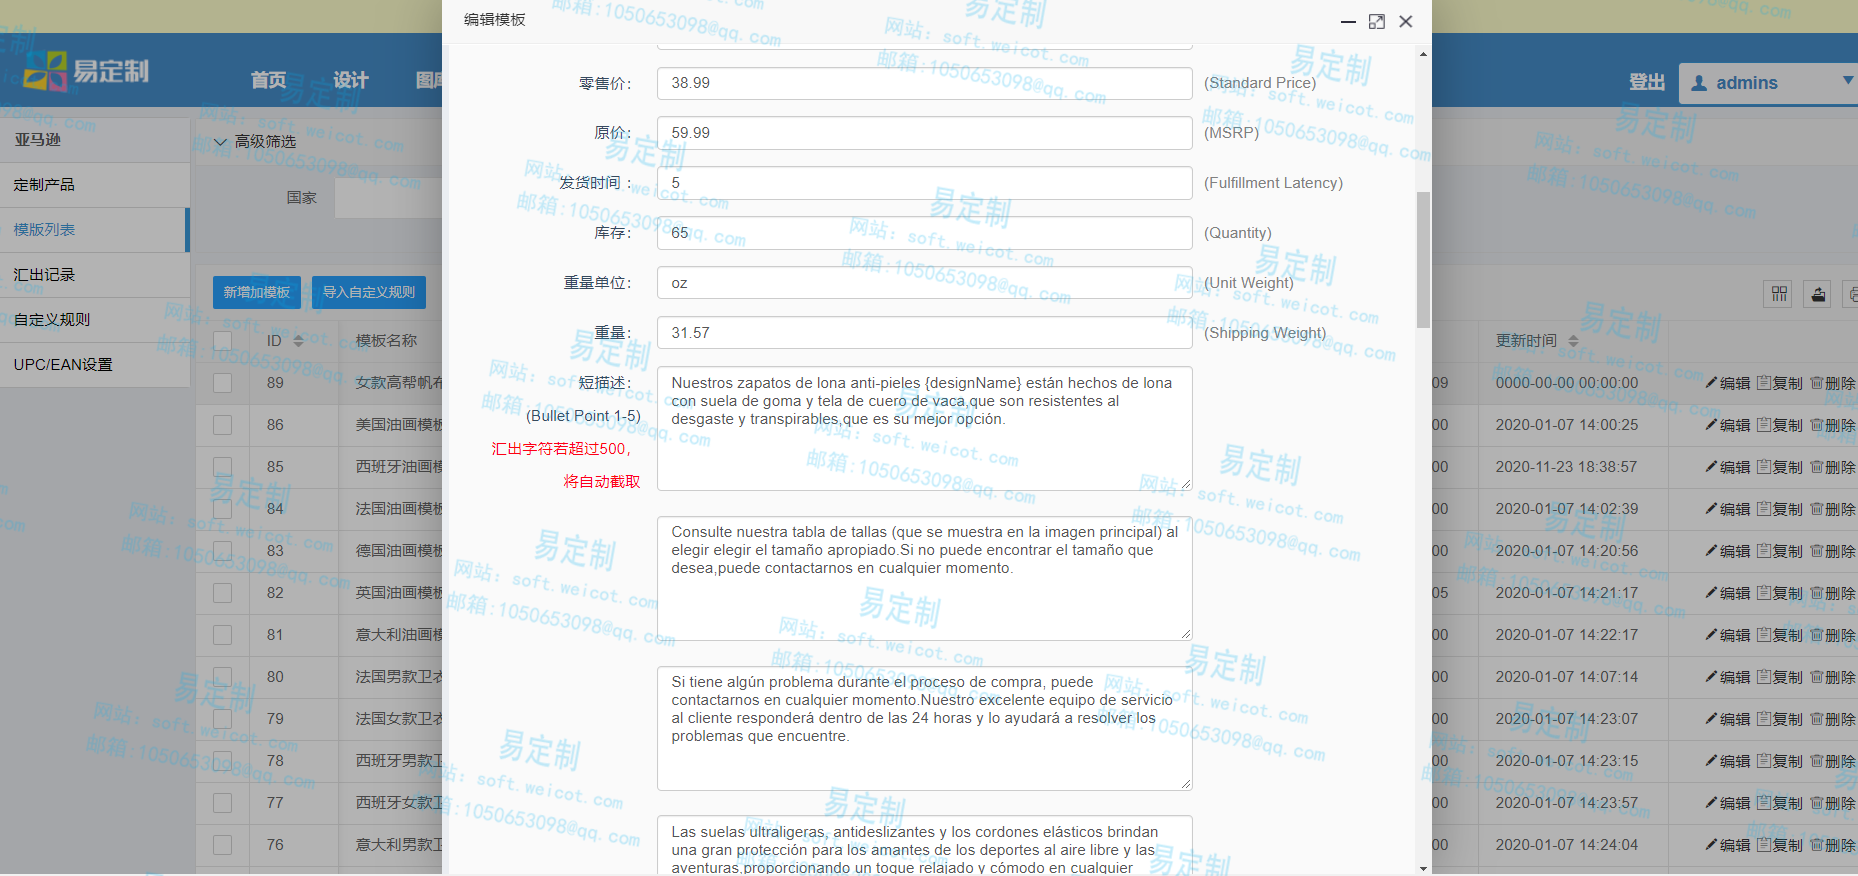 编辑模板
易定制
首页
设计
图库
登出
admins
亚马逊
定制产品
模版列表
汇出记录
自定义规则
UPC/EAN设置
高级筛选
国家
新增加模板
导入自定义规则
零售价：
38.99
(Standard Price)
原价：
59.99
(MSRP)
发货时间：
5
(Fulfillment Latency)
库存：
65
(Quantity)
重量单位：
oz
(Unit Weight)
重量：
31.57
(Shipping Weight)
短描述：
(Bullet Point 1-5)
汇出字符若超过500，
将自动截取
Nuestros zapatos de lona anti-pieles {designName} están hechos de lona
con suela de goma y tela de cuero de vaca,que son resistentes al
desgaste y transpirables,que es su mejor opción.
Consulte nuestra tabla de tallas (que se muestra en la imagen principal) al
elegir elegir el tamaño apropiado.Si no puede encontrar el tamaño que
desea,puede contactarnos en cualquier momento.
Si tiene algún problema durante el proceso de compra, puede
contactarnos en cualquier momento.Nuestro excelente equipo de servicio
al cliente responderá dentro de las 24 horas y lo ayudará a resolver los
problemas que encuentre.
Las suelas ultraligeras, antideslizantes y los cordones elásticos brindan
una gran protección para los amantes de los deportes al aire libre y las
aventuras,proporcionando un toque relajado y cómodo en cualquier
ID 模板名称 更新时间
89 女款高帮帆布 09 0000-00-00 00:00:00 编辑 复制 删除
86 美国油画模板 00 2020-01-07 14:00:25 编辑 复制 删除
85 西班牙油画模 00 2020-11-23 18:38:57 编辑 复制 删除
84 法国油画模板 00 2020-01-07 14:02:39 编辑 复制 删除
83 德国油画模板 00 2020-01-07 14:20:56 编辑 复制 删除
82 英国油画模板 05 2020-01-07 14:21:17 编辑 复制 删除
81 意大利油画模 00 2020-01-07 14:22:17 编辑 复制 删除
80 法国男款卫衣 00 2020-01-07 14:07:14 编辑 复制 删除
79 法国女款卫衣 00 2020-01-07 14:23:07 编辑 复制 删除
78 西班牙男款卫 00 2020-01-07 14:23:15 编辑 复制 删除
77 西班牙女款卫 00 2020-01-07 14:23:57 编辑 复制 删除
76 意大利男款卫 00 2020-01-07 14:24:04 编辑 复制 删除
易定制
网站：soft.weicot.com
邮箱:1050653098@qq.com